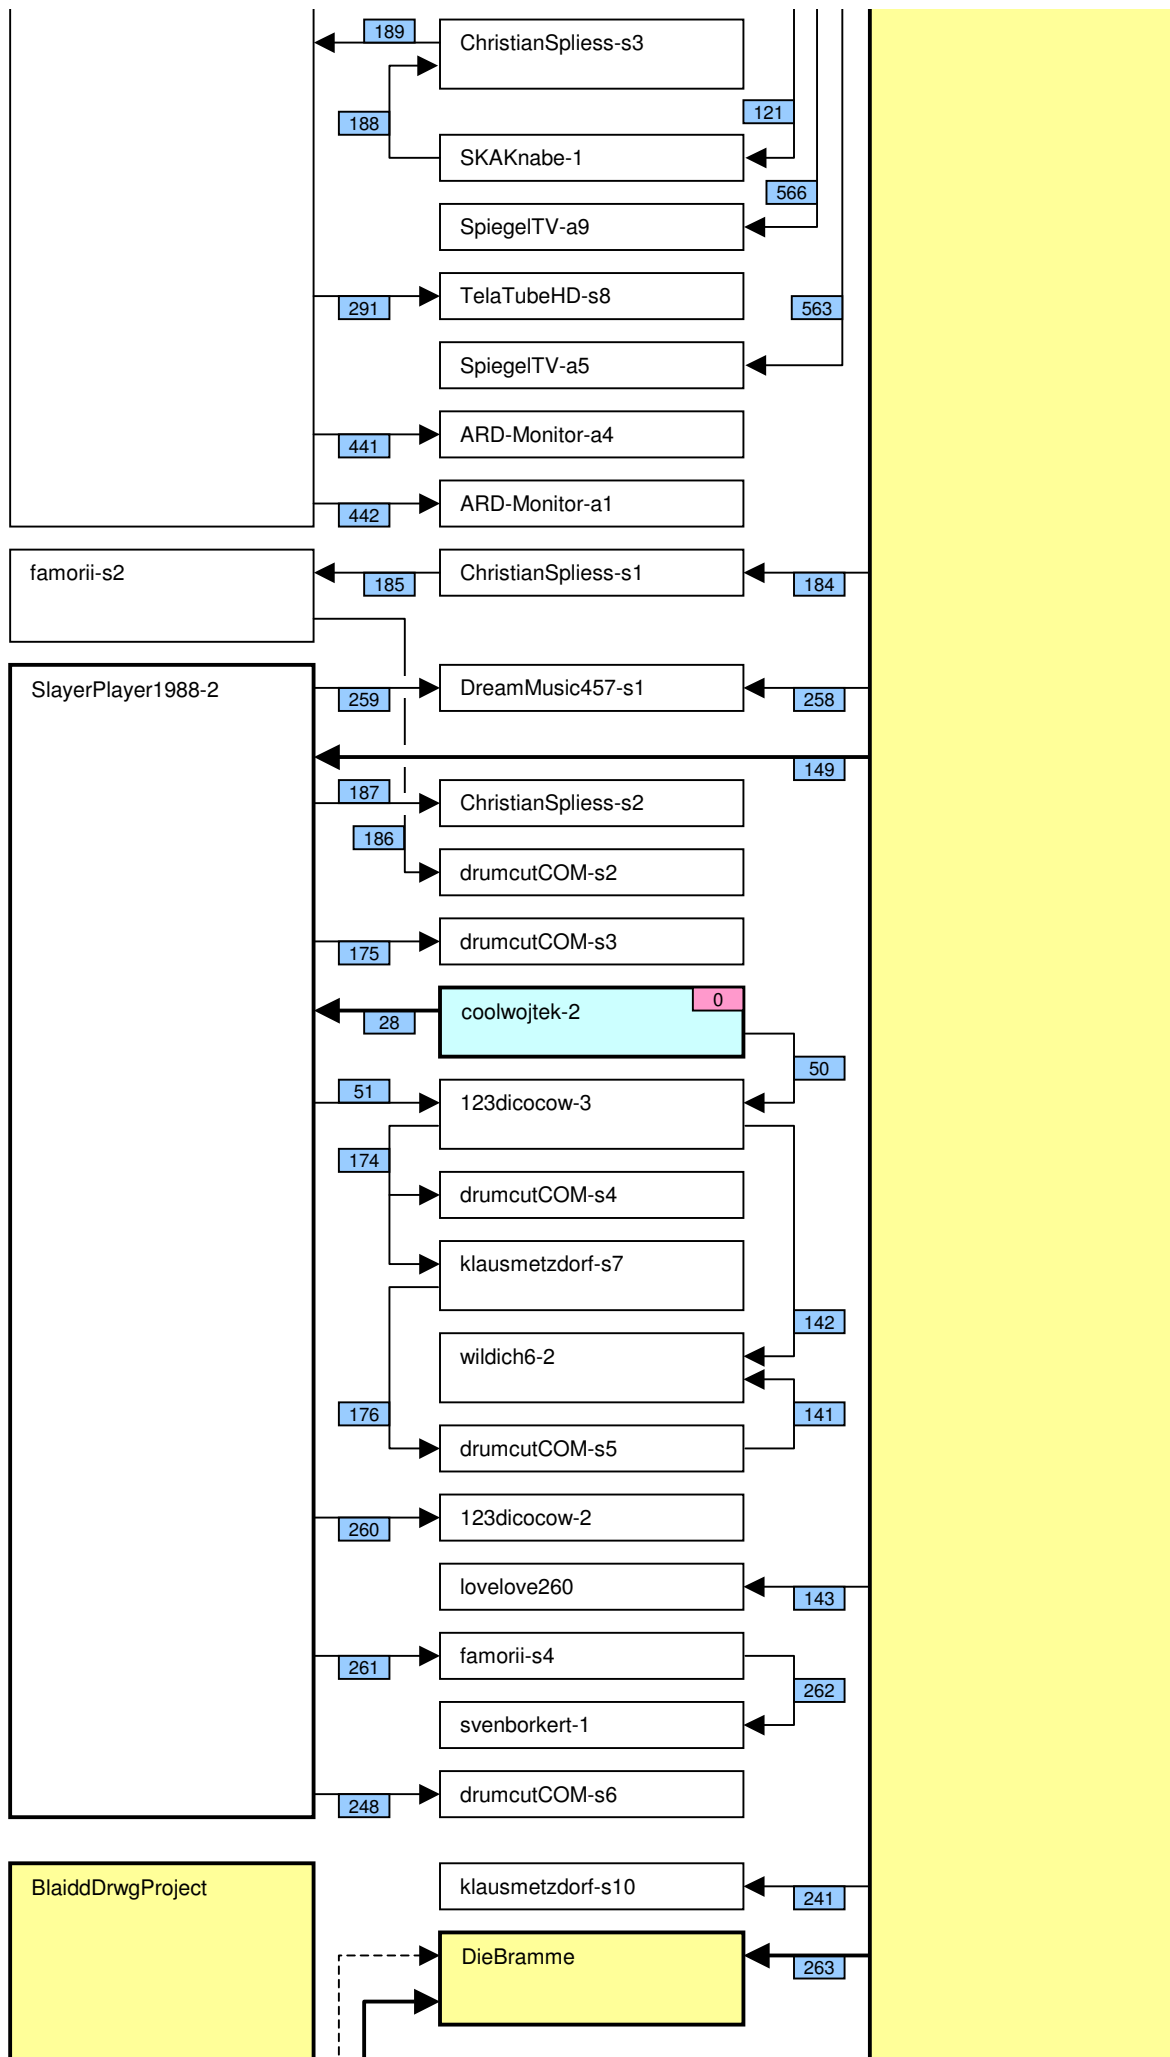 189
ChristianSpliess-s3
121
188
SKAKnabe-1
566
SpiegelTV-a9
291
TelaTubeHD-s8
563
SpiegelTV-a5
441
ARD-Monitor-a4
442
ARD-Monitor-a1
famorii-s2
185
ChristianSpliess-s1
184
SlayerPlayer1988-2
259
DreamMusic457-s1
258
149
187
ChristianSpliess-s2
186
drumcutCOM-s2
175
drumcutCOM-s3
0
28
coolwojtek-2
50
51
123dicocow-3
174
drumcutCOM-s4
klausmetzdorf-s7
142
wildich6-2
176
141
drumcutCOM-s5
260
123dicocow-2
lovelove260
143
261
famorii-s4
262
svenborkert-1
248
drumcutCOM-s6
BlaiddDrwgProject
klausmetzdorf-s10
241
DieBramme
263